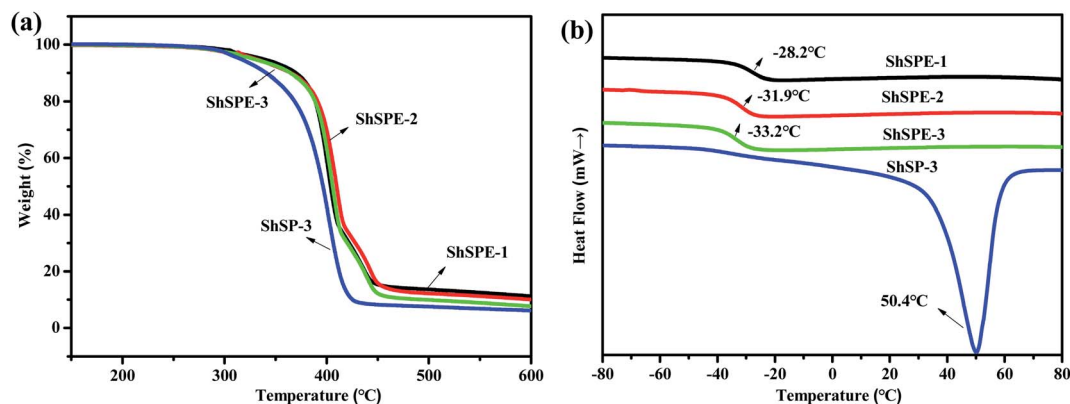 (a)
100
80
60
40
20
0
Weight (%)
ShSPE-3
ShSPE-2
ShSP-3
ShSPE-1
200
300
400
500
600
Temperature (℃)
(b)
-28.2℃
ShSPE-1
-31.9℃
ShSPE-2
-33.2℃
ShSPE-3
ShSP-3
50.4℃
Heat Flow (mW→)
-80
-60
-40
-20
0
20
40
60
80
Temperature (℃)